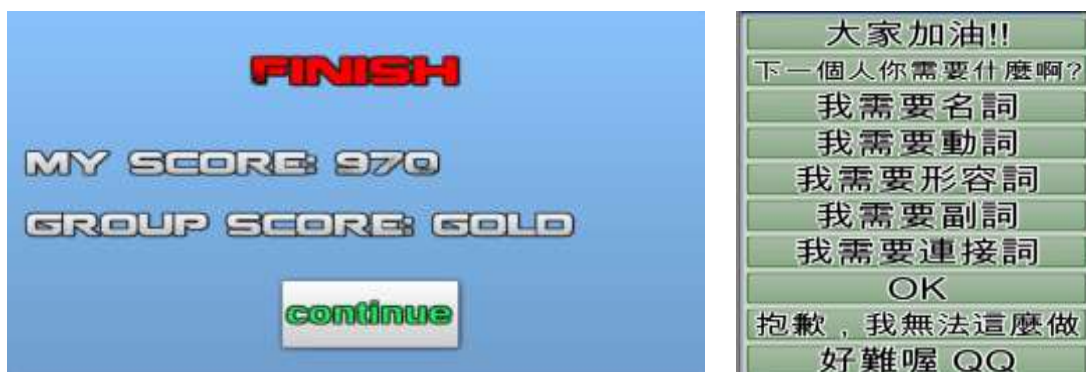 FINISH
MY SCORE: 970
GROUP SCORE: GOLD
continue
大家加油!!
下一個人你需要什麼啊?
我需要名詞
我需要動詞
我需要形容詞
我需要副詞
我需要連接詞
OK
抱歉，我無法這麼做
好難喔 QQ